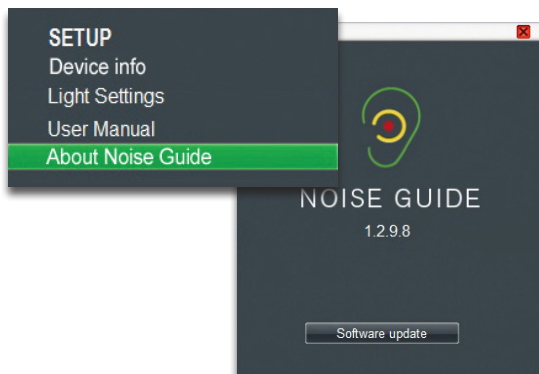 SETUP
Device info
Light Settings
User Manual
About Noise Guide
NOISE GUIDE
1.2.9.8
Software update